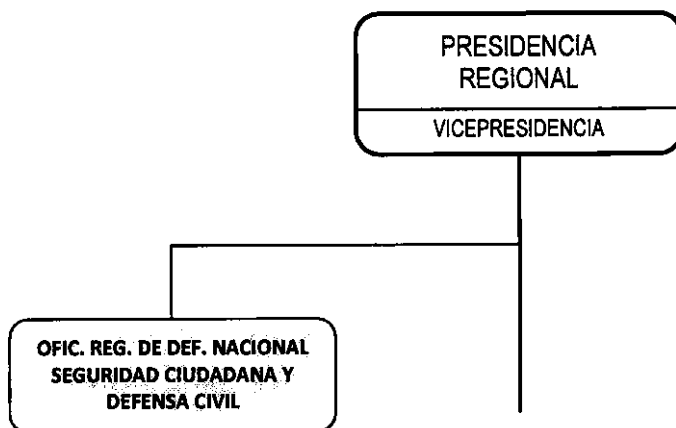 PRESIDENCIA
REGIONAL
VICEPRESIDENCIA
OFIC. REG. DE DEF. NACIONAL
SEGURIDAD CIUDADANA Y
DEFENSA CIVIL